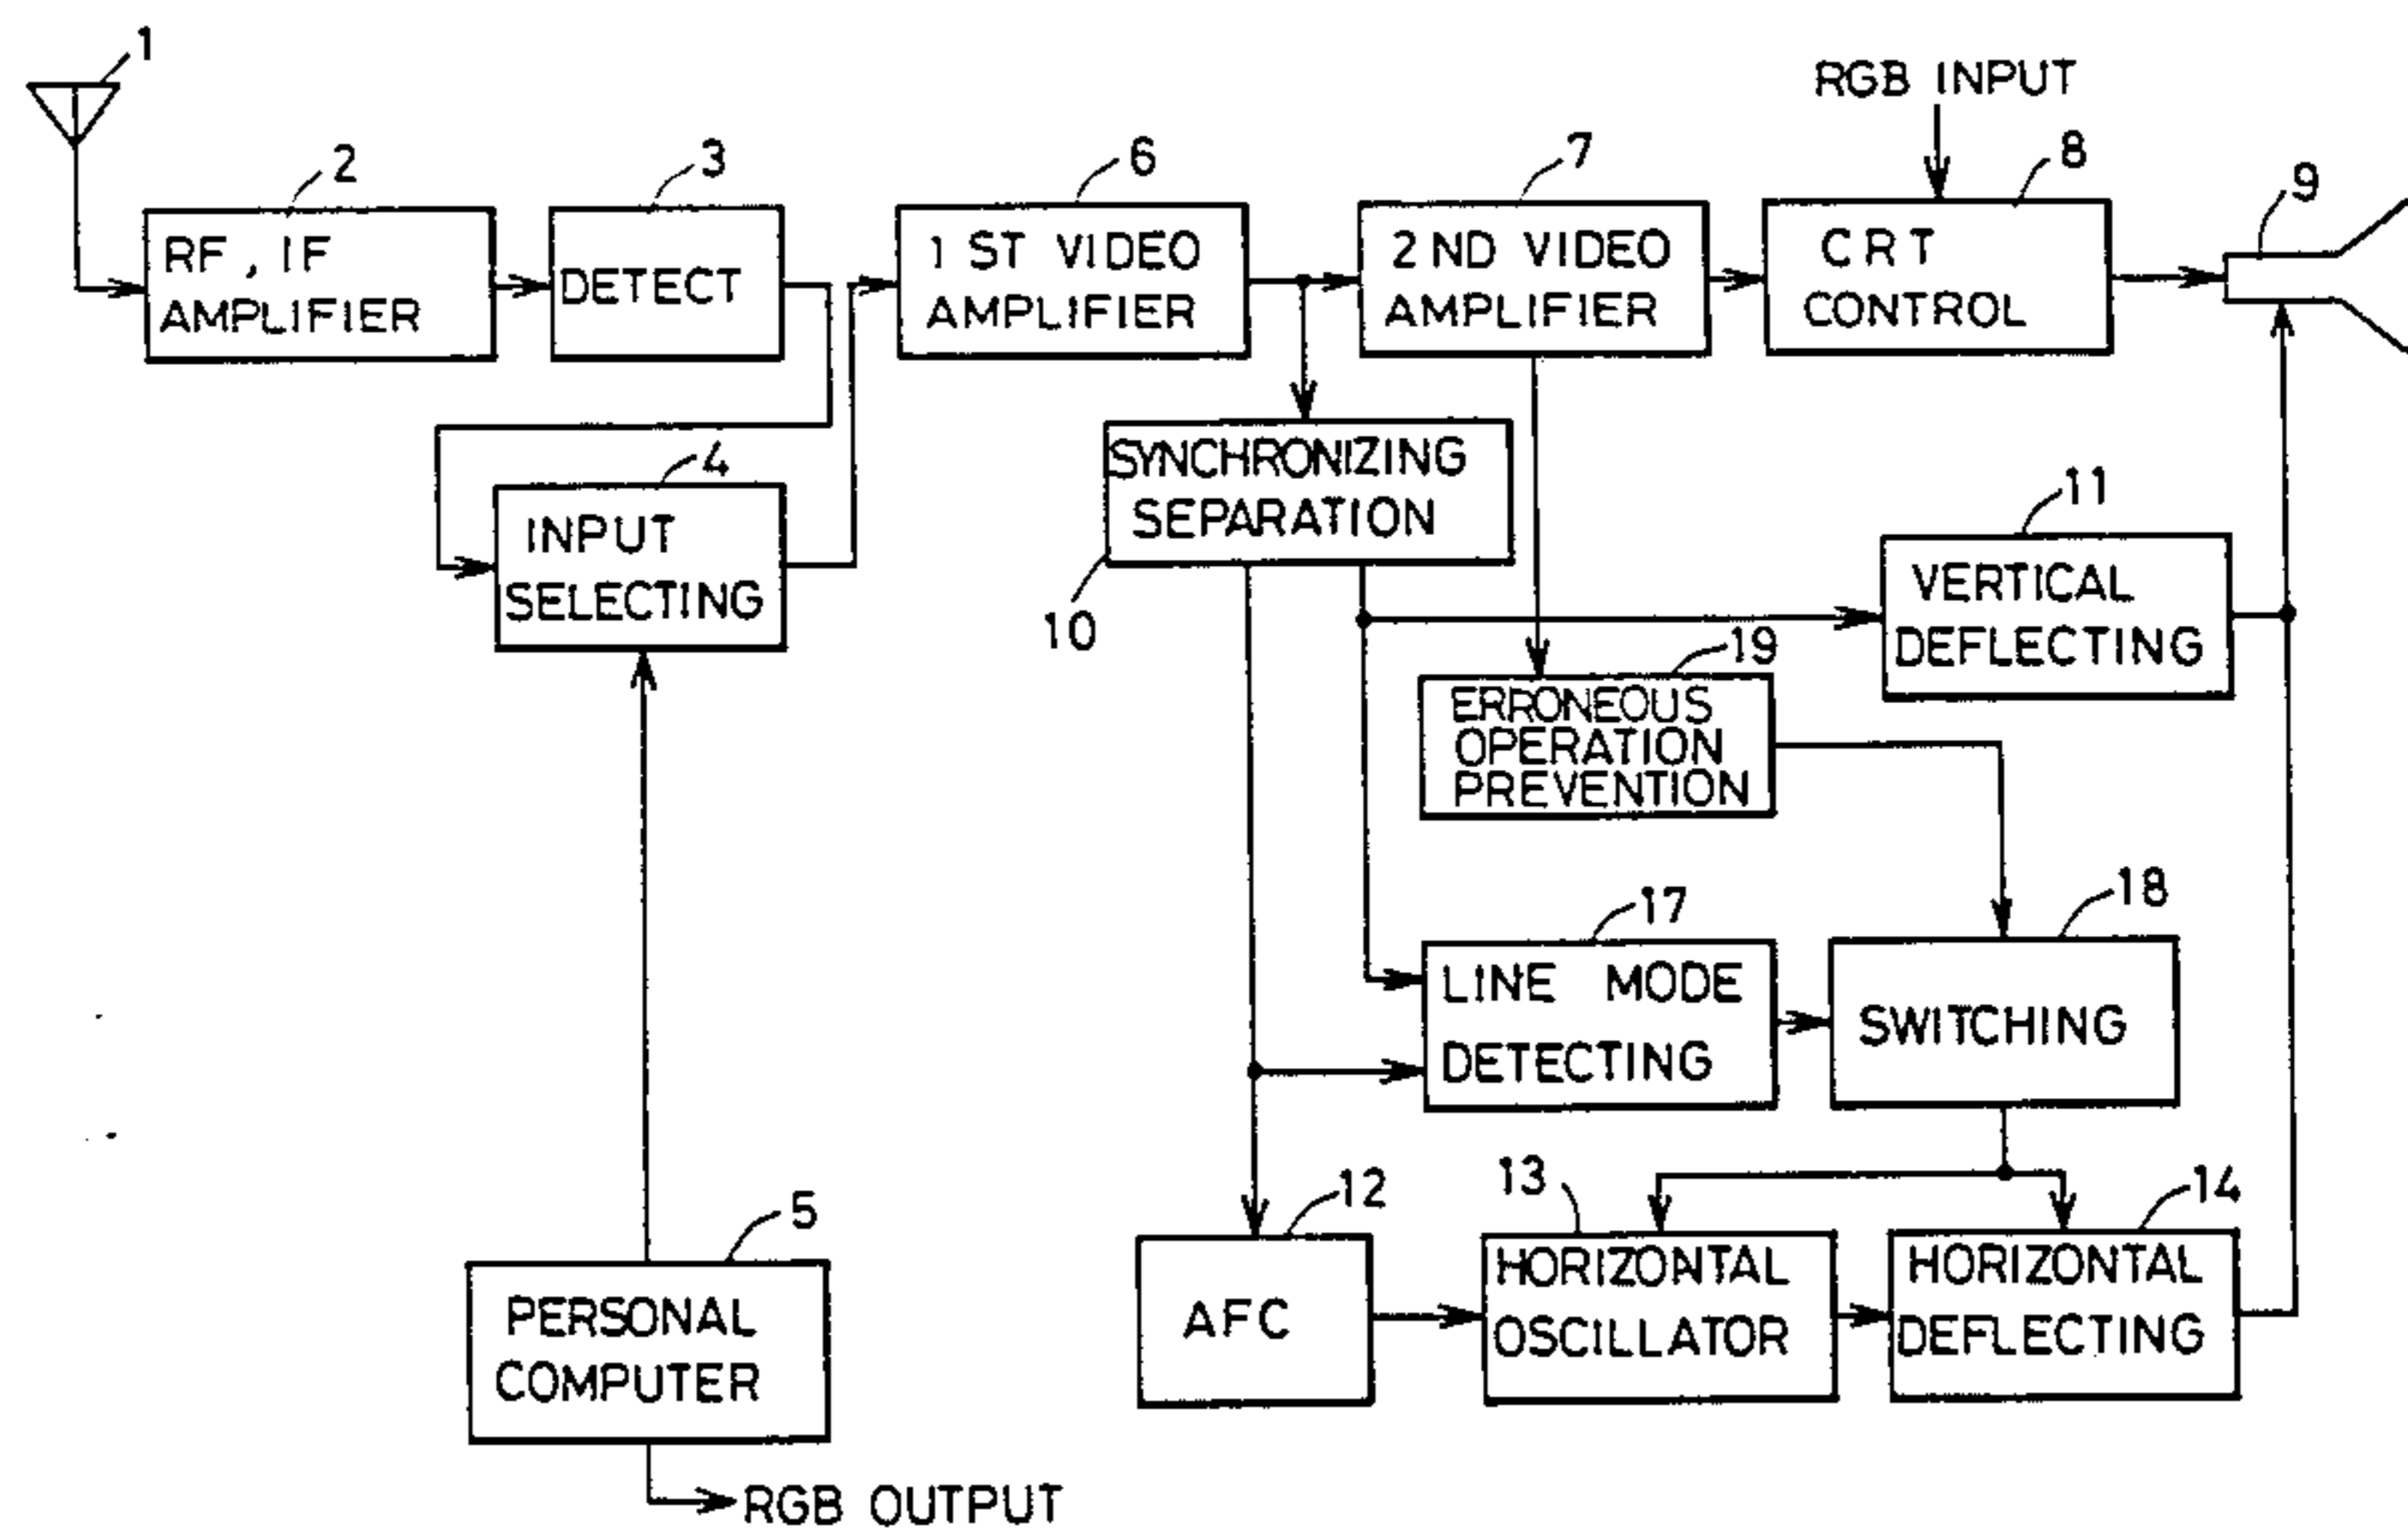 1
RGB INPUT
2
3
6
7
8
9
RF, IF
AMPLIFIER
DETECT
1 ST VIDEO
AMPLIFIER
2 ND VIDEO
AMPLIFIER
CRT
CONTROL
4
INPUT
SELECTING
SYNCHRONIZING
SEPARATION
10
11
VERTICAL
DEFLECTING
19
ERRONEOUS
OPERATION
PREVENTION
17
LINE MODE
DETECTING
18
SWITCHING
5
PERSONAL
COMPUTER
12
AFC
13
HORIZONTAL
OSCILLATOR
14
HORIZONTAL
DEFLECTING
RGB OUTPUT